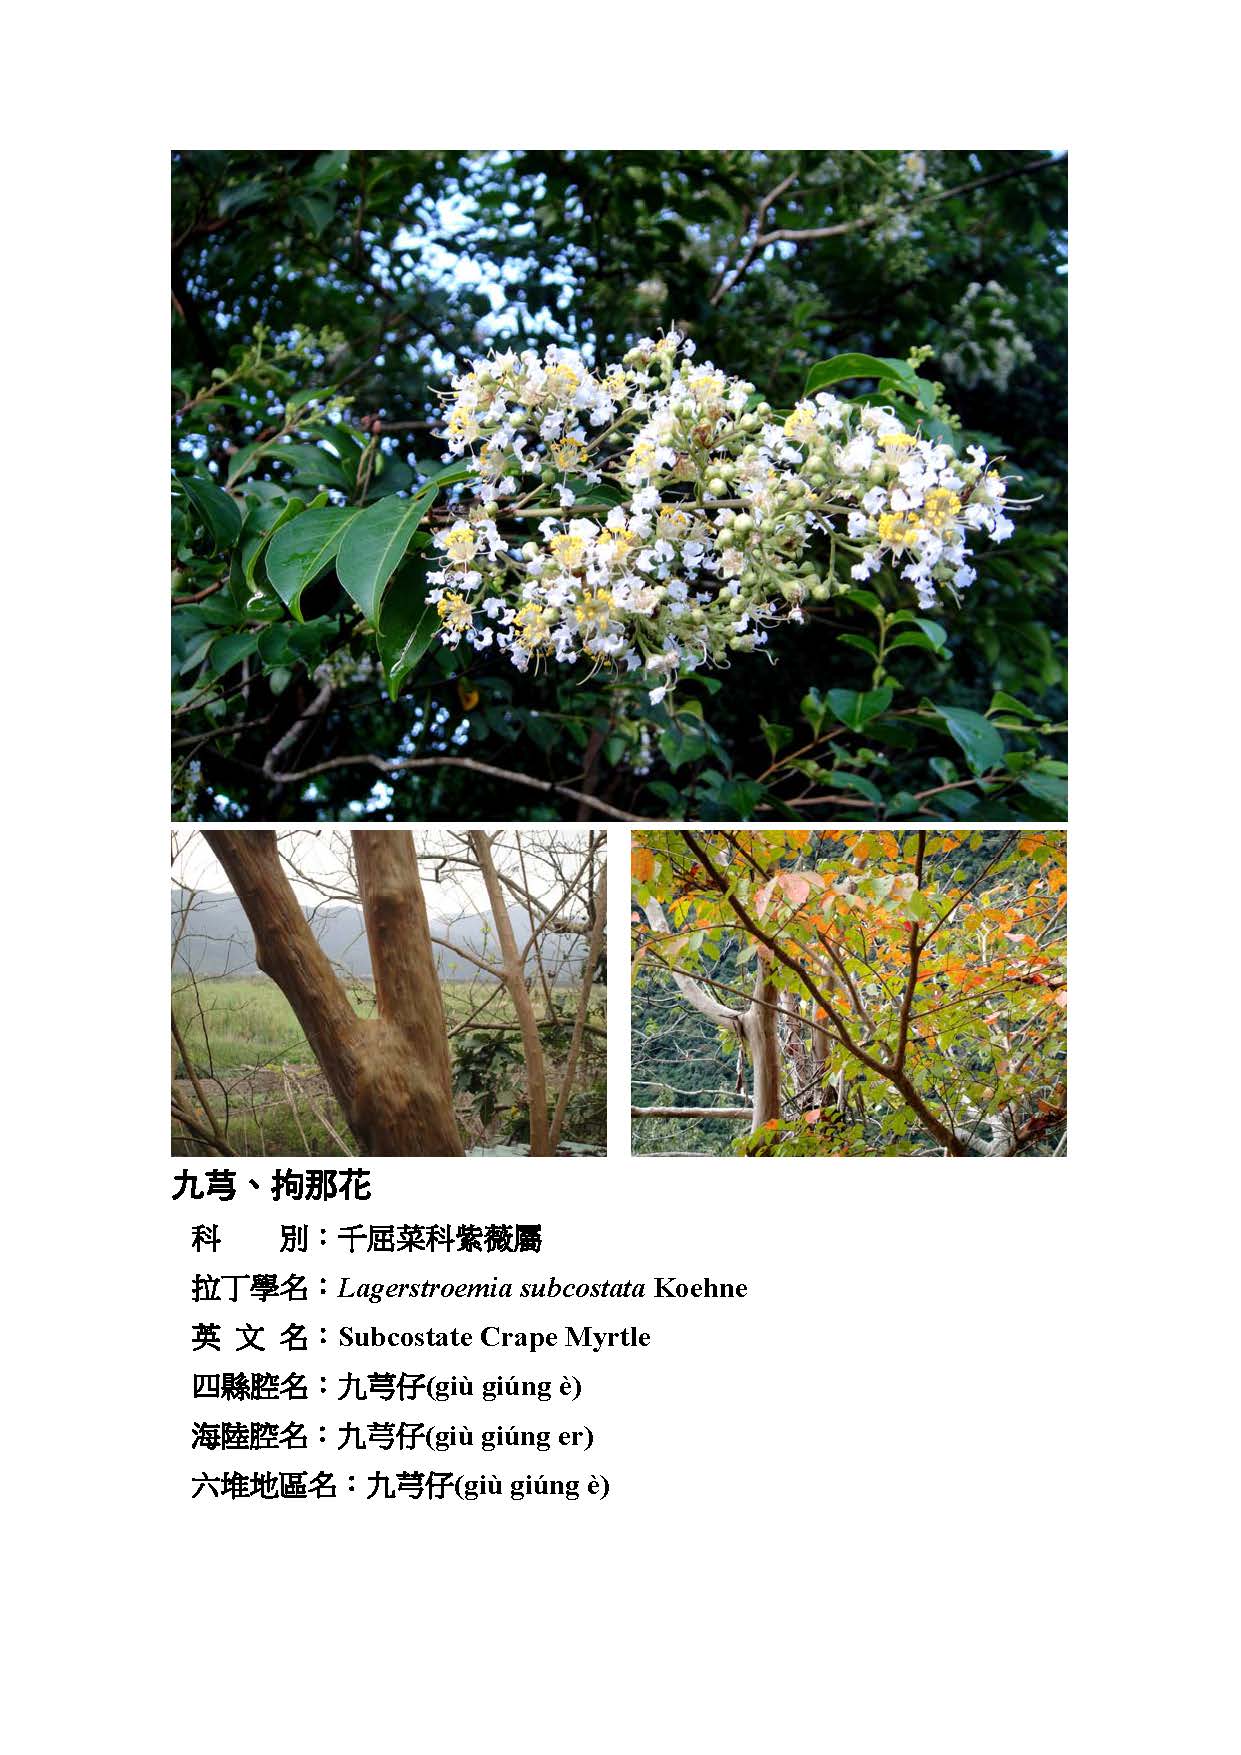 九芎、拘那花
科　　別：千屈菜科紫薇屬
拉丁學名：Lagerstroemia subcostata Koehne
英 文 名：Subcostate Crape Myrtle
四縣腔名：九芎仔(giù giúng è)
海陸腔名：九芎仔(giù giúng er)
六堆地區名：九芎仔(giù giúng è)